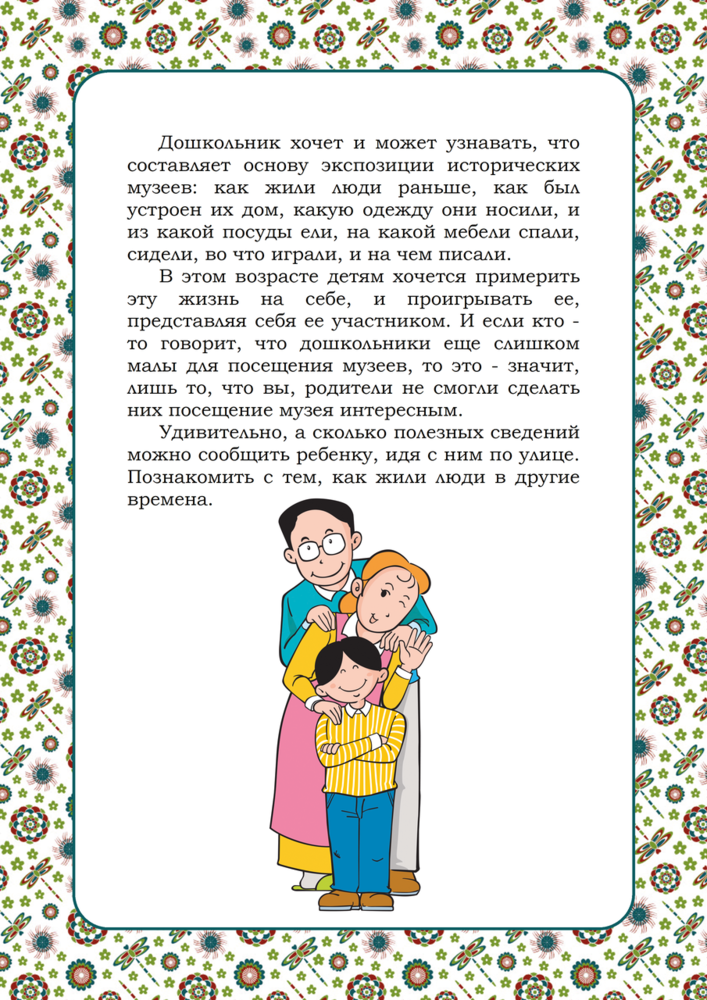 Дошкольник хочет и может узнавать, что
составляет основу экспозиции исторических
музеев: как жили люди раньше, как был
устроен их дом, какую одежду они носили, и
из какой посуды ели, на какой мебели спали,
сидели, во что играли, и на чем писали.
В этом возрасте детям хочется примерить
эту жизнь на себе, и проигрывать ее,
представляя себя ее участником. И если кто -
то говорит, что дошкольники еще слишком
малы для посещения музеев, то это - значит,
лишь то, что вы, родители не смогли сделать
них посещение музея интересным.
Удивительно, а сколько полезных сведений
можно сообщить ребенку, идя с ним по улице.
Познакомить с тем, как жили люди в другие
времена.